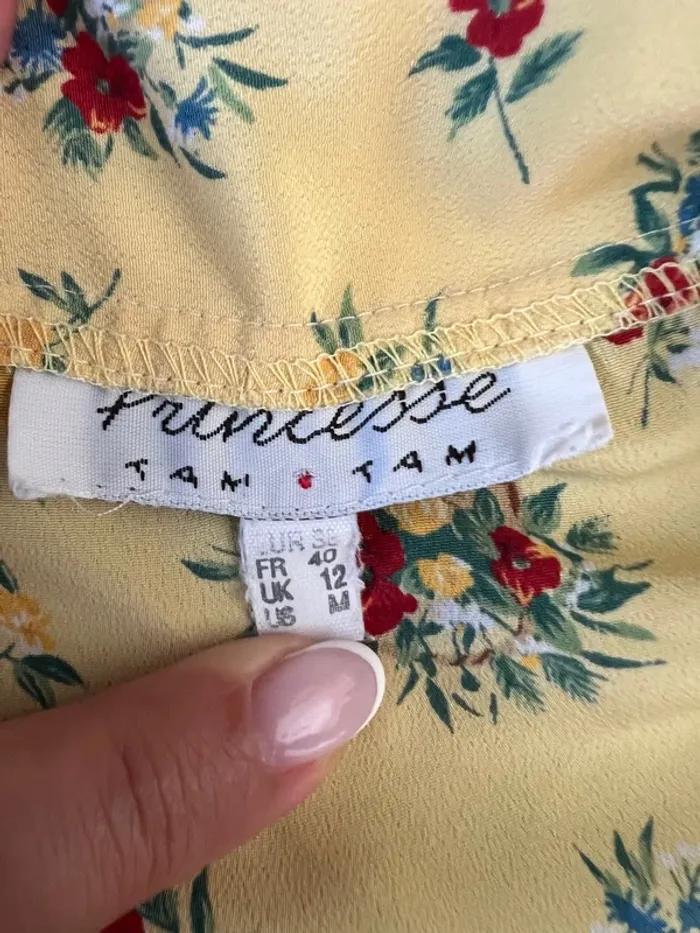 Princesse
TAM TAM
EUR 38
FR 40
UK 12
US M